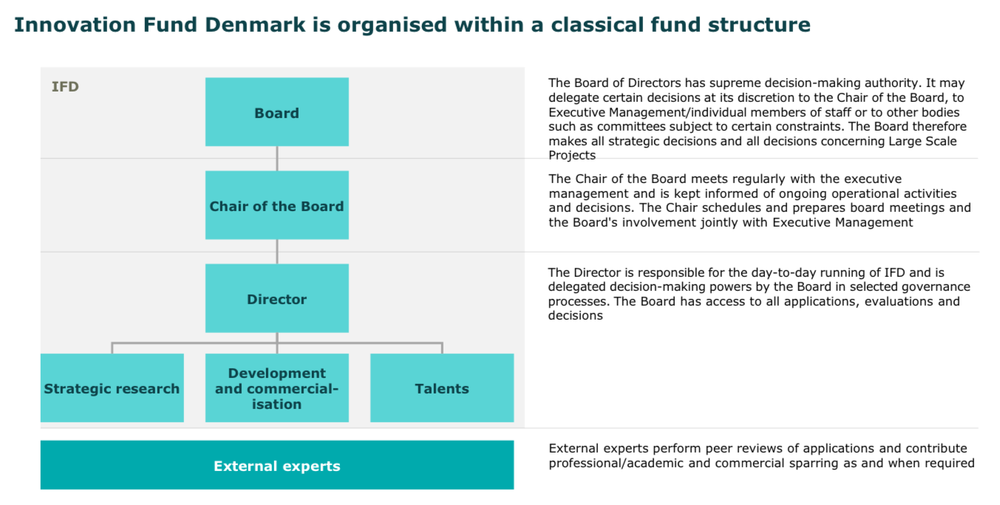 Innovation Fund Denmark is organised within a classical fund structure
IFD
Board
The Board of Directors has supreme decision-making authority. It may
delegate certain decisions at its discretion to the Chair of the Board, to
Executive Management/individual members of staff or to other bodies
such as committees subject to certain constraints. The Board therefore
makes all strategic decisions and all decisions concerning Large Scale
Projects
Chair of the Board
The Chair of the Board meets regularly with the executive
management and is kept informed of ongoing operational activities
and decisions. The Chair schedules and prepares board meetings and
the Board's involvement jointly with Executive Management
Director
The Director is responsible for the day-to-day running of IFD and is
delegated decision-making powers by the Board in selected governance
processes. The Board has access to all applications, evaluations and
decisions
Strategic research
Development
and commercial-
isation
Talents
External experts
External experts perform peer reviews of applications and contribute
professional/academic and commercial sparring as and when required